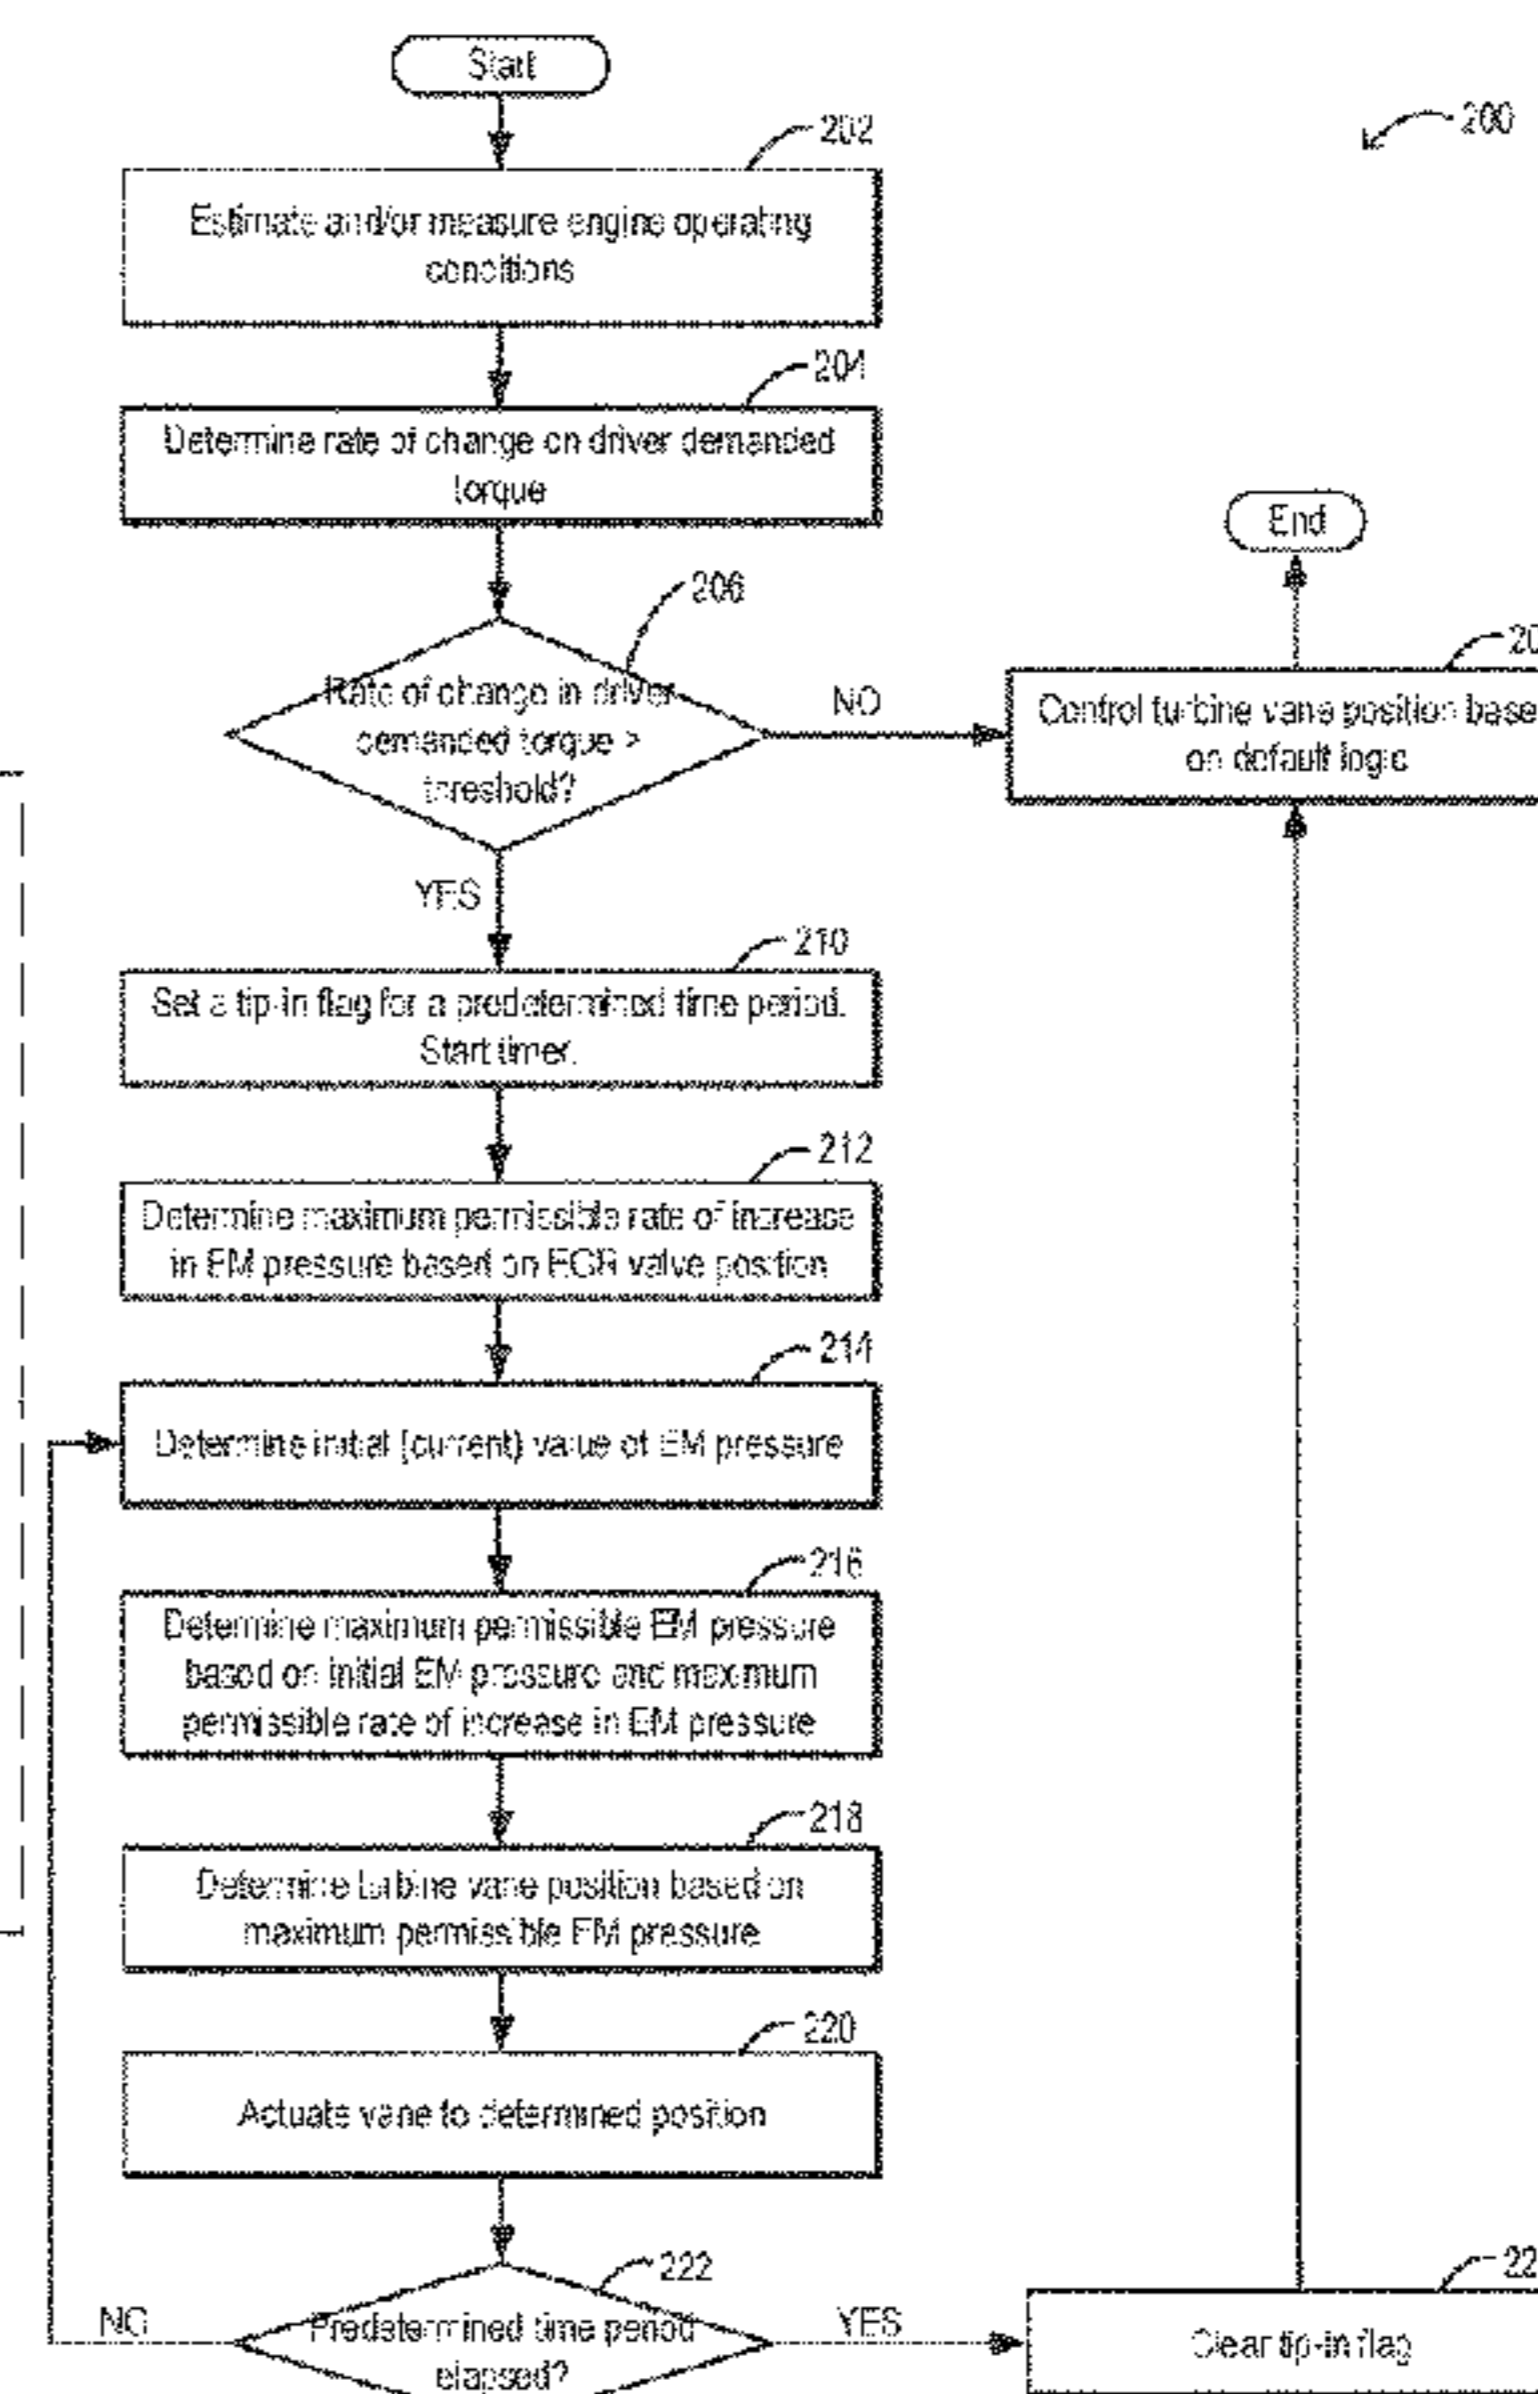 Start
200
202
Estimate and/or measure engine operating
conditions
204
Determine rate of change on driver demanded
torque
End
206
20
Rate of change in driver
demanded torque >
threshold?
NO
Control turbine vane position base
on default logic
YES
210
Set a tip-in flag for a predetermined time period.
Start timer.
212
Determine maximum permissible rate of increase
in EM pressure based on EGR valve position
214
Determine initial (current) value of EM pressure
216
Determine maximum permissible EM pressure
based on initial EM pressure and maximum
permissible rate of increase in EM pressure
218
Determine turbine vane position based on
maximum permissible EM pressure
220
Actuate vane to determined position
222
22
NO
Predetermined time period
elapsed?
YES
Clear tip-in flag